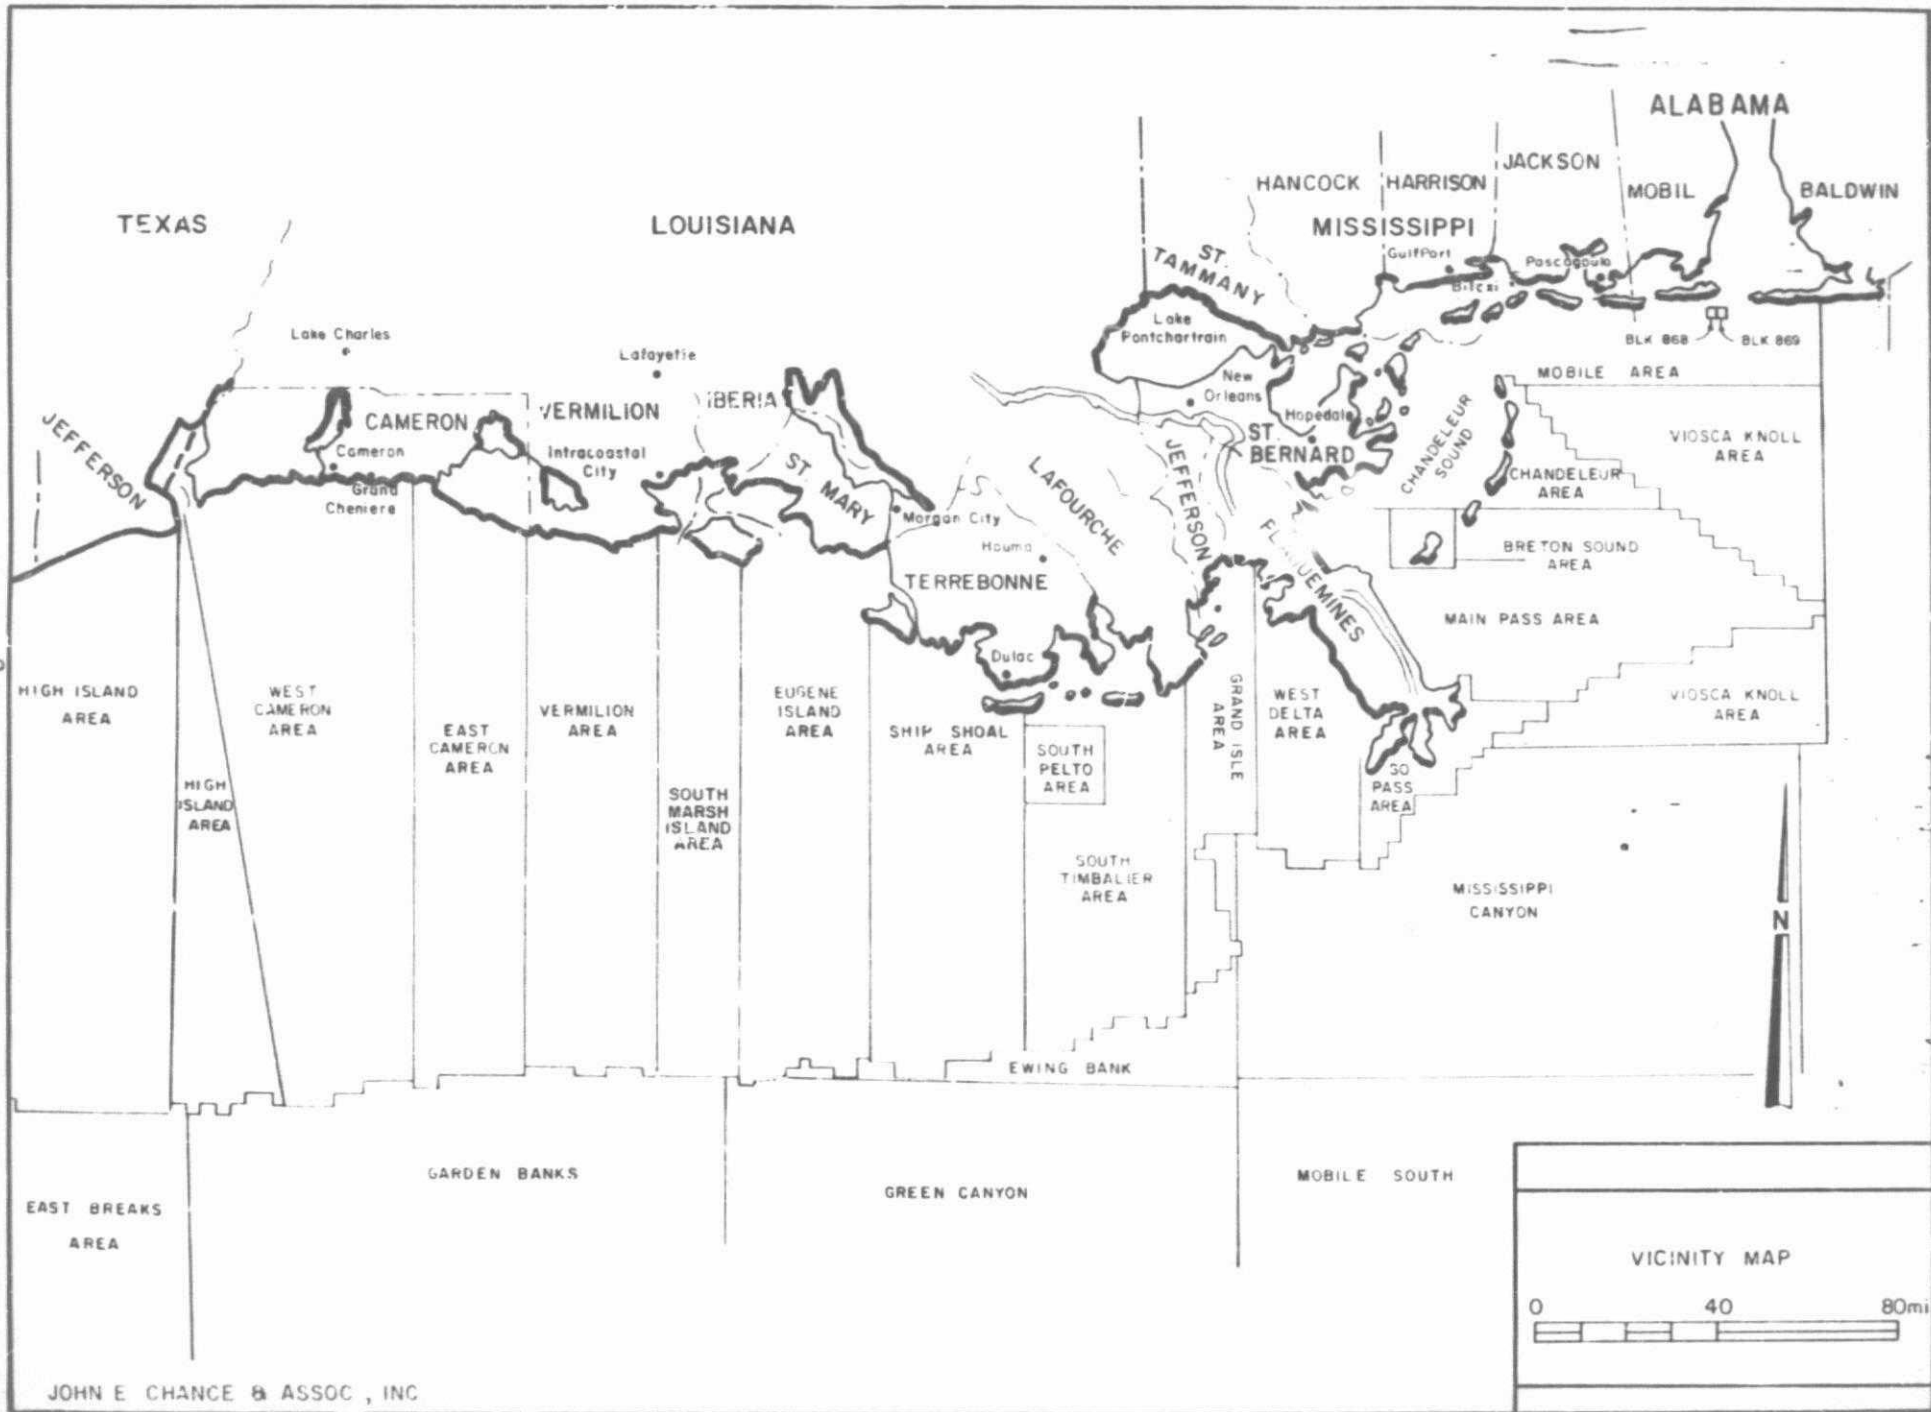 ALABAMA
JACKSON
HANCOCK
HARRISON
MOBIL
BALDWIN
TEXAS
LOUISIANA
MISSISSIPPI
ST.
TAMMANY
GulfPort
Pascagoula
Biloxi
Lake
Pontchartrain
Lake Charles
Lafayette
BLK 868
BLK 869
MOBILE AREA
New
Orleans
JEFFERSON
CAMERON
VERMILION
IBERIA
Hopedale
ST.
BERNARD
CHANDELEUR
SOUND
VIOSCA KNOLL
AREA
Cameron
Intracoastal
City
Grand
Cheniere
ST.
MARY
LAFOURCHE
JEFFERSON
CHANDELEUR
AREA
Morgan City
Houma
PLAQUEMINES
BRETON SOUND
AREA
TERREBONNE
MAIN PASS AREA
Dulac
HIGH ISLAND
AREA
WEST
CAMERON AREA
EAST
CAMERON
AREA
VERMILION
AREA
EUGENE
ISLAND
AREA
SHIP SHOAL
AREA
SOUTH
PELTO
AREA
GRAND ISLE
AREA
WEST
DELTA
AREA
VIOSCA KNOLL
AREA
SO
PASS
AREA
HIGH
ISLAND
AREA
SOUTH
MARSH
ISLAND
AREA
SOUTH
TIMBALIER
AREA
MISSISSIPPI
CANYON
N
EWING BANK
GARDEN BANKS
GREEN CANYON
MOBILE SOUTH
EAST BREAKS
AREA
VICINITY MAP
0 40 80mi
JOHN E CHANCE & ASSOC , INC